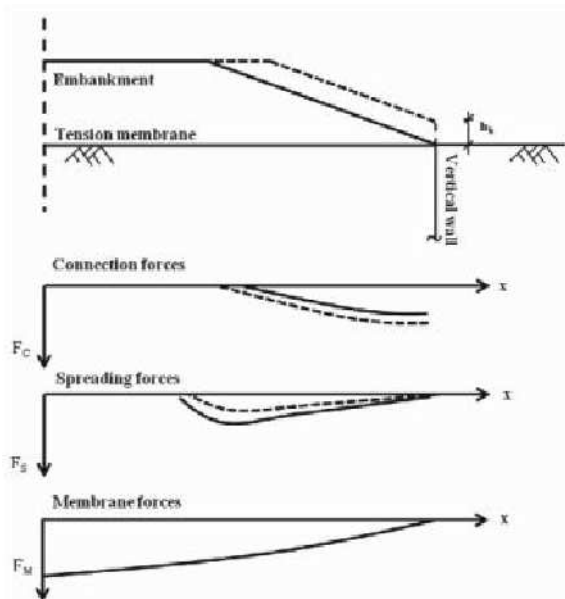 Embankment
Tension membrane
Vertical wall
Connection forces
x
F_C
Spreading forces
x
F_S
Membrane forces
x
F_M